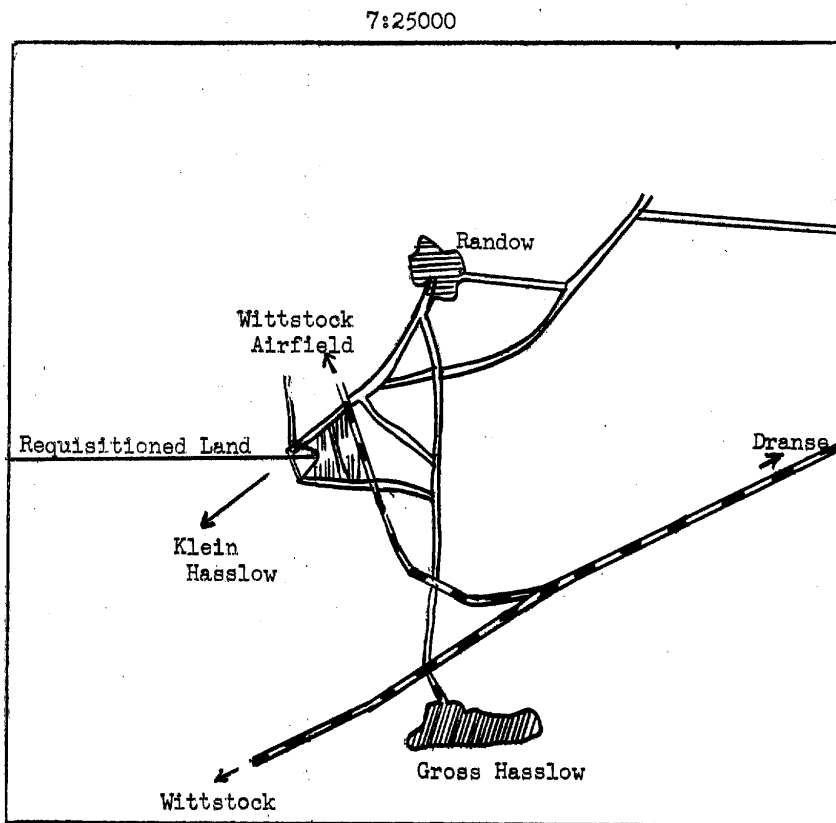 7:25000
Randow
Wittstock
Airfield
Requisitioned Land
Dranse
Klein
Hasslow
Gross Hasslow
Wittstock